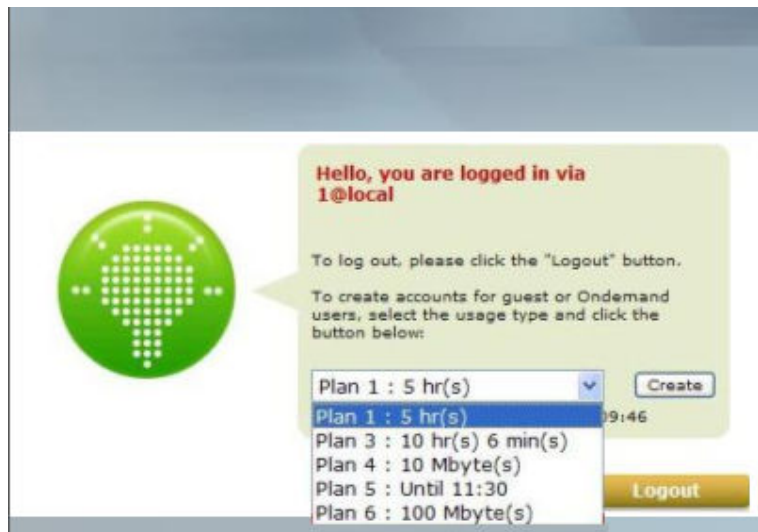 Hello, you are logged in via
1@local
To log out, please click the "Logout" button.
To create accounts for guest or Ondemand
users, select the usage type and click the
button below:
Plan 1 : 5 hr(s)
Create
Plan 1 : 5 hr(s)
09:46
Plan 3 : 10 hr(s) 6 min(s)
Plan 4 : 10 Mbyte(s)
Plan 5 : Until 11:30
Plan 6 : 100 Mbyte(s)
Logout